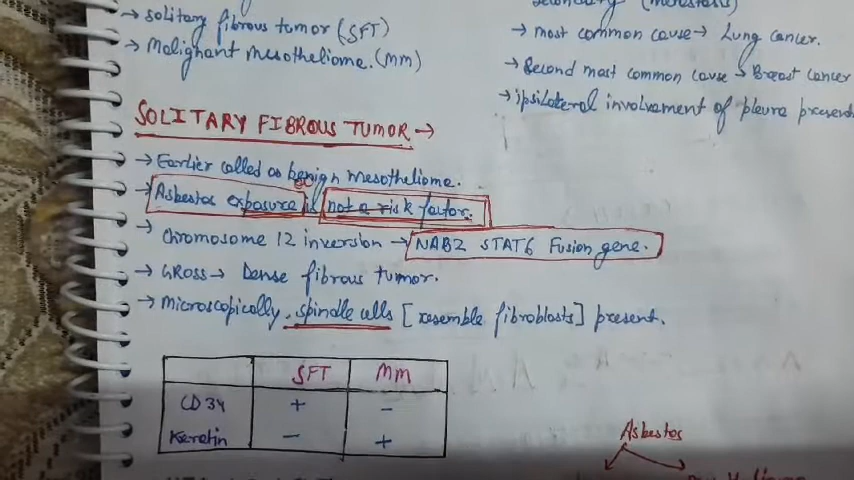 → solitary fibrous tumor (SFT)
→ Malignant mesothelioma. (MM)
→ most common cause → Lung cancer.
→ Second most common cause → Breast cancer
→ ipsilateral involvement of pleura present
SOLITARY FIBROUS TUMOR →
→ Earlier called as benign mesothelioma.
→ Asbestos exposure is not a risk factor.
→ Chromosome 12 inversion → NAB2 STAT6 Fusion gene.
→ GROSS → Dense fibrous tumor.
→ Microscopically, spindle cells [resemble fibroblasts] present.
SFT MM
CD34 + −
Keratin − +
Asbestos